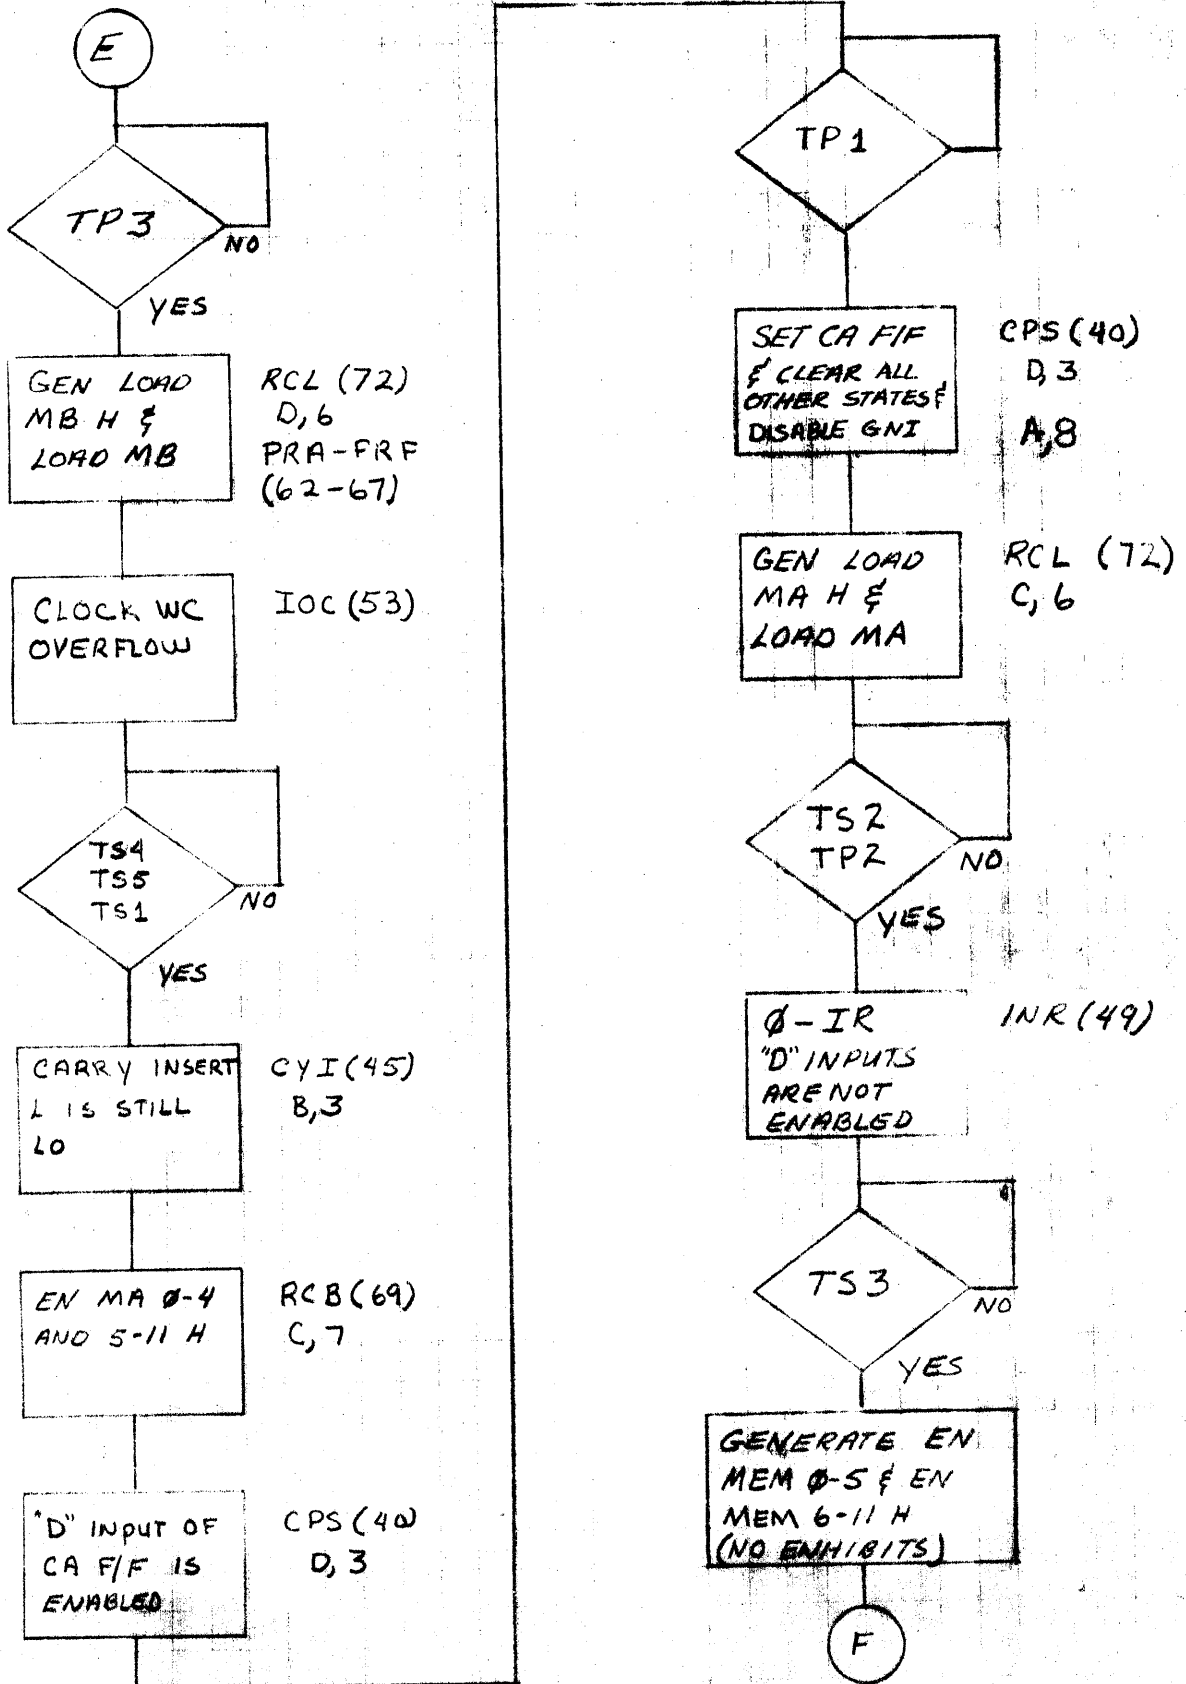 E
TP3
NO
YES
GEN LOAD
MB H &
LOAD MB
RCL (72)
D,6
PRA-FRF
(62-67)
CLOCK WC
OVERFLOW
IOC (53)
TS4
TS5
TS1
NO
YES
CARRY INSERT
L IS STILL
LO
CYI (45)
B,3
EN MA Ø-4
AND 5-11 H
RCB (69)
C,7
"D" INPUT OF
CA F/F IS
ENABLED
CPS (40)
D,3
TP1
SET CA F/F
& CLEAR ALL
OTHER STATES &
DISABLE GNI
CPS (40)
D,3
A,8
GEN LOAD
MA H &
LOAD MA
RCL (72)
C,6
TS2
TP2
NO
YES
Ø-IR
"D" INPUTS
ARE NOT
ENABLED
INR (49)
TS3
NO
YES
GENERATE EN
MEM Ø-5 & EN
MEM 6-11 H
(NO ENHIBITS)
F